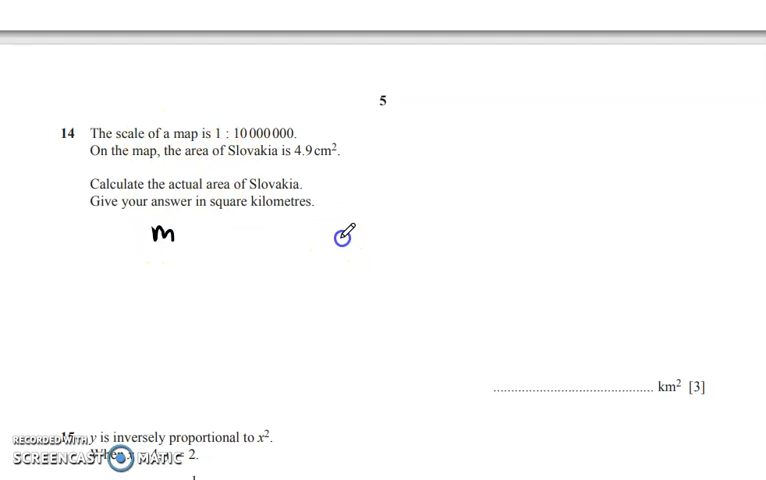 5
14 The scale of a map is 1 : 10 000 000.
On the map, the area of Slovakia is 4.9 cm².
Calculate the actual area of Slovakia.
Give your answer in square kilometres.
m
.............................................. km² [3]
15 y is inversely proportional to x².
= 2.
RECORDED WITH
SCREENCAST MATIC